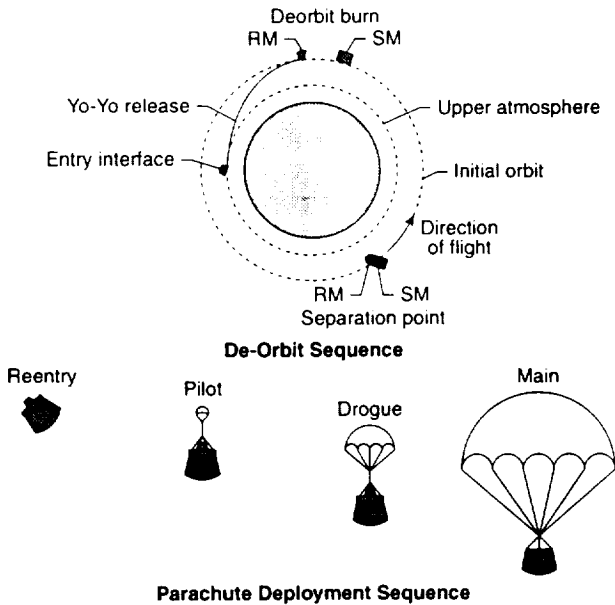 Deorbit burn
RM SM
Yo-Yo release
Upper atmosphere
Entry interface
Initial orbit
Direction
of flight
RM SM
Separation point
De-Orbit Sequence
Reentry
Pilot
Drogue
Main
Parachute Deployment Sequence